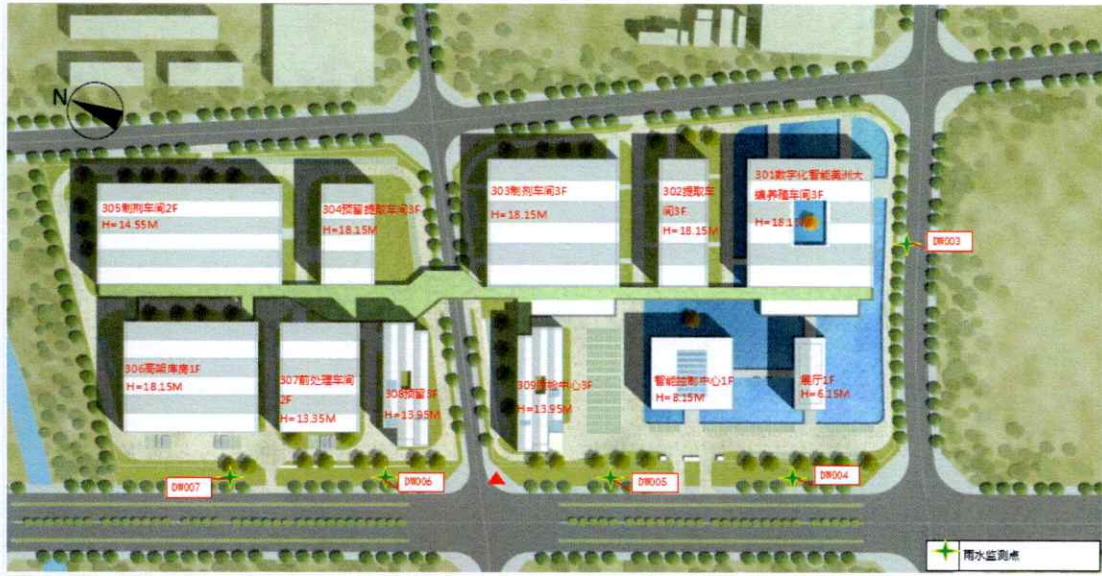 N
305制剂车间2F
H=14.55M
304预留提取车间3F
H=18.15M
303制剂车间3F
H=18.15M
302提取车
间3F
H=18.15M
301数字化智能美洲大
蠊养殖车间3F
H=18.15M
DW003
306高架库房1F
H=18.15M
307前处理车间
2F
H=13.35M
308预留3F
H=13.95M
309质检中心3F
H=13.95M
智能控制中心1F
H=8.15M
展厅1F
H=6.15M
DW007
DW006
DW005
DW004
雨水监测点